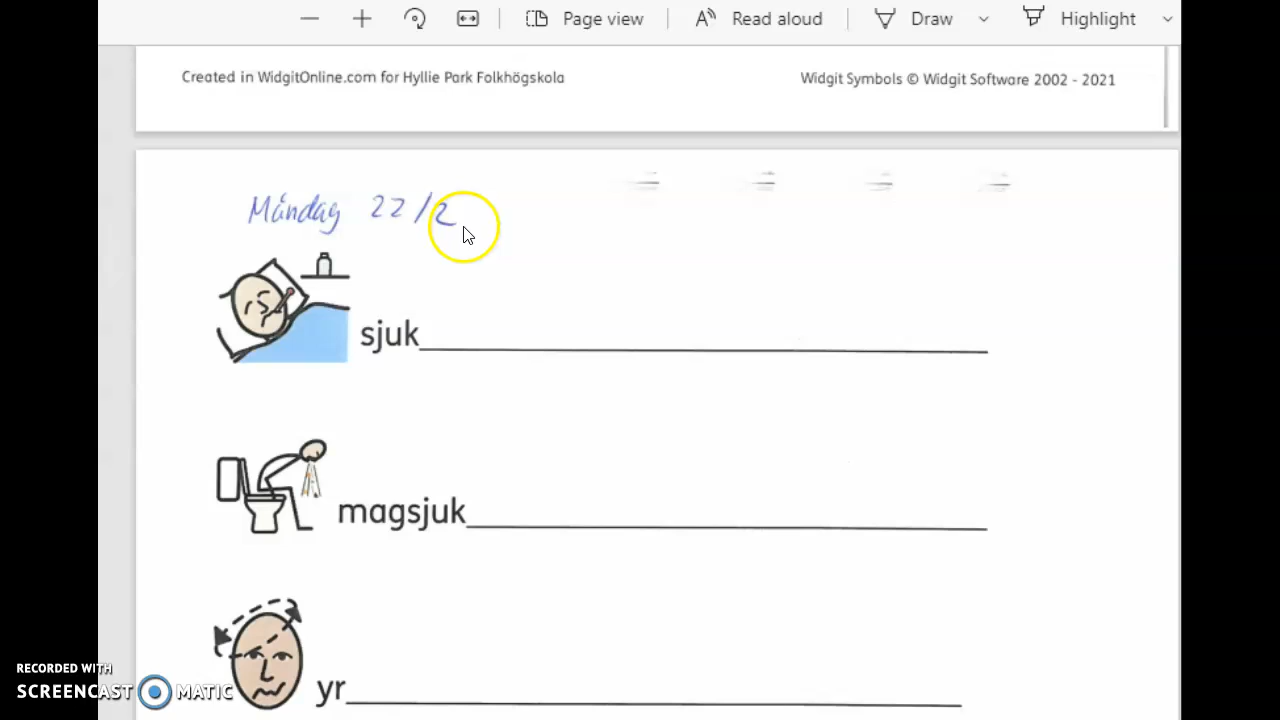 Page view Read aloud Draw Highlight
Created in WidgitOnline.com for Hyllie Park Folkhögskola Widgit Symbols © Widgit Software 2002 - 2021
Måndag 22/2
sjuk
magsjuk
yr
RECORDED WITH
SCREENCAST MATIC